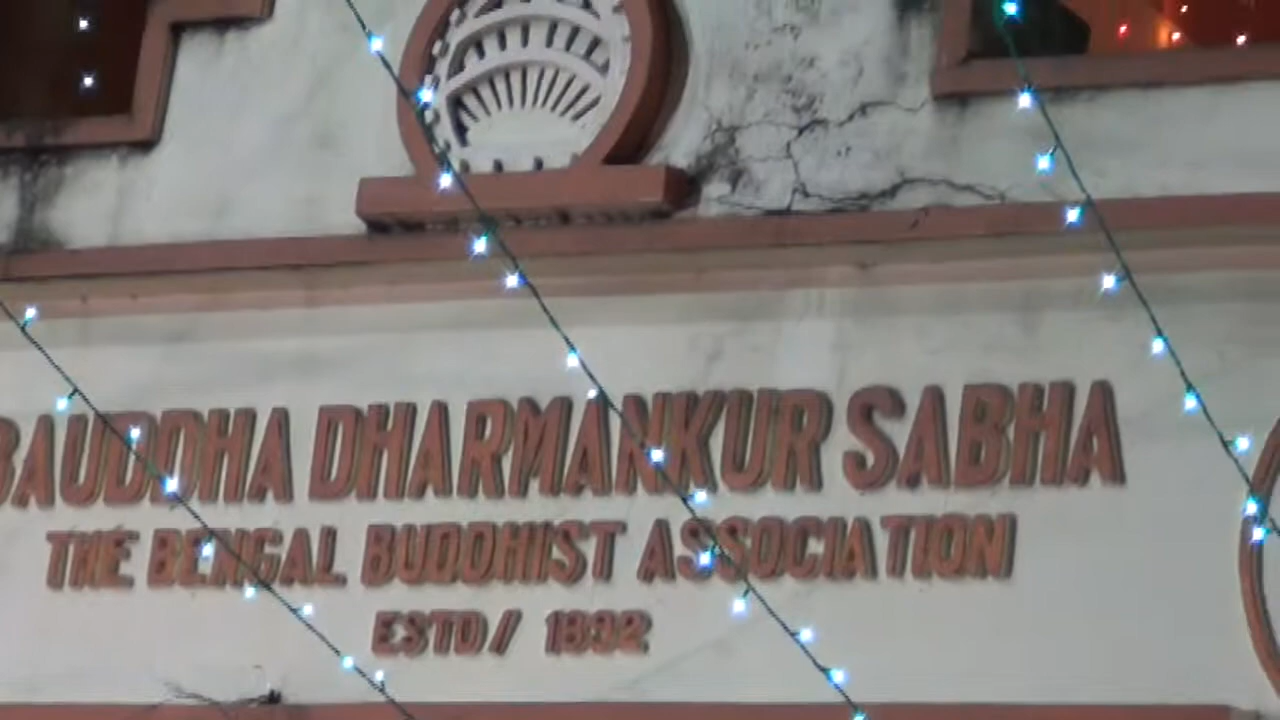 BAUDDHA DHARMANKUR SABHA
THE BENGAL BUDDHIST ASSOCIATION
ESTD/ 1892